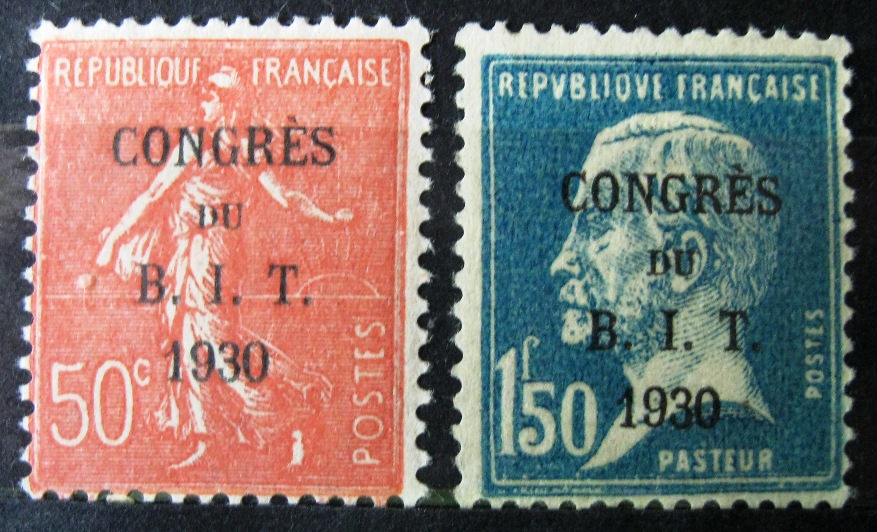 REPUBLIQUE FRANÇAISE
CONGRÈS
DU
B. I. T.
1930
50c
POSTES
REPVBLIQVE FRANÇAISE
CONGRÈS
DU
B. I. T.
1930
1f50
POSTES
PASTEUR